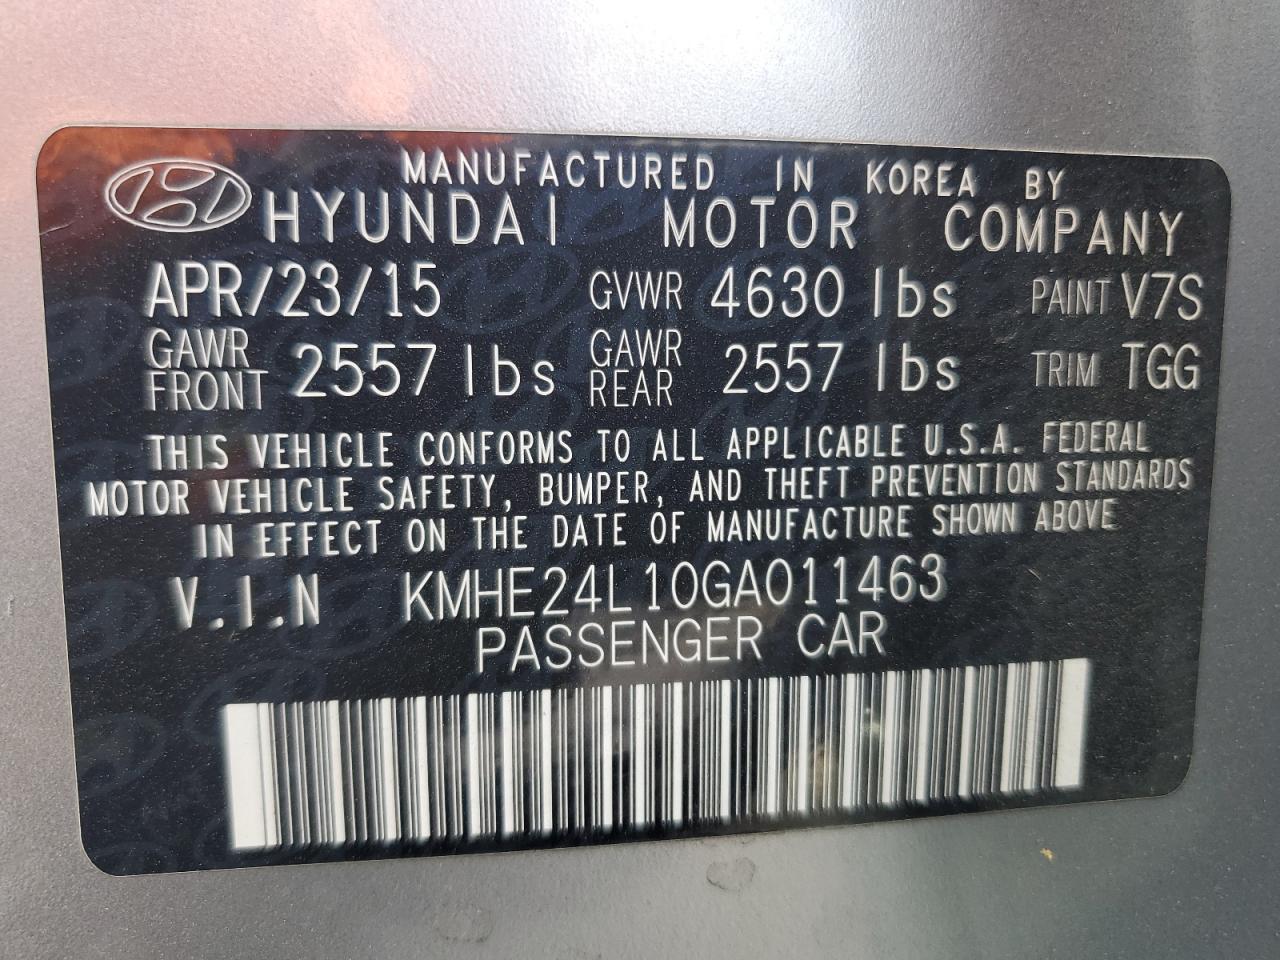 MANUFACTURED IN KOREA BY
HYUNDAI MOTOR COMPANY
APR/23/15 GVWR 4630 lbs PAINT V7S
GAWR FRONT 2557 lbs GAWR REAR 2557 lbs TRIM TGG
THIS VEHICLE CONFORMS TO ALL APPLICABLE U.S.A. FEDERAL
MOTOR VEHICLE SAFETY, BUMPER, AND THEFT PREVENTION STANDARDS
IN EFFECT ON THE DATE OF MANUFACTURE SHOWN ABOVE
V.I.N KMHE24L10GA011463
PASSENGER CAR